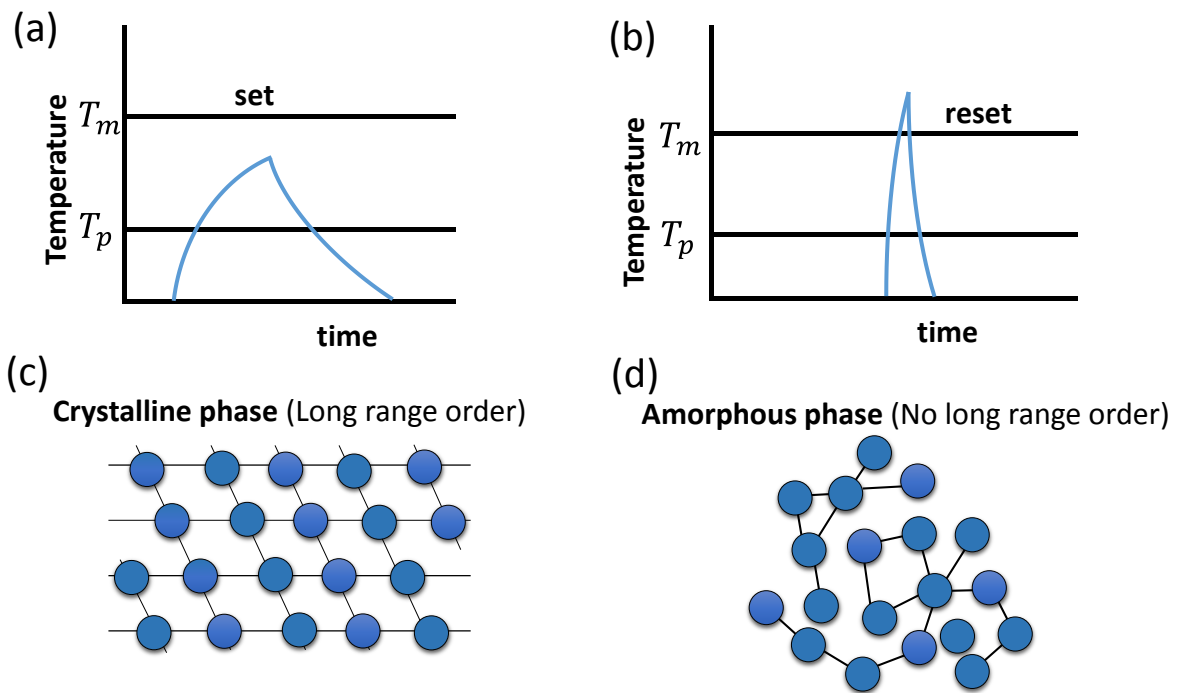 (a)
set
Temperature
T_m
T_p
time
(b)
reset
Temperature
T_m
T_p
time
(c)
Crystalline phase (Long range order)
(d)
Amorphous phase (No long range order)